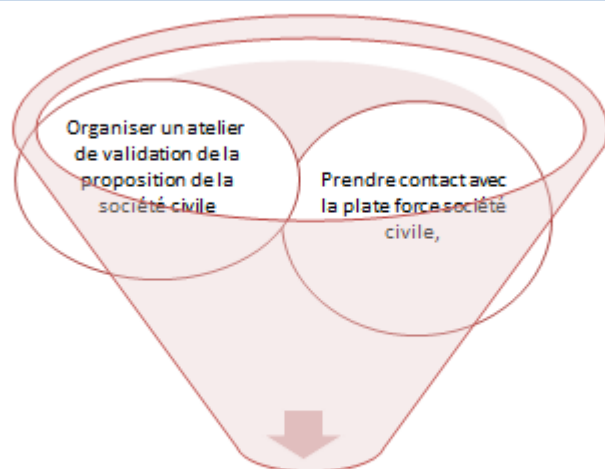 Organiser un atelier
de validation de la
proposition de la
société civile
Prendre contact avec
la plate force société
civile,